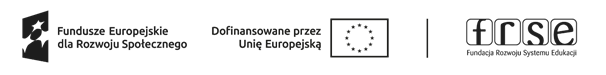 Fundusze Europejskie
dla Rozwoju Społecznego
Dofinansowane przez
Unię Europejską
frse
Fundacja Rozwoju Systemu Edukacji